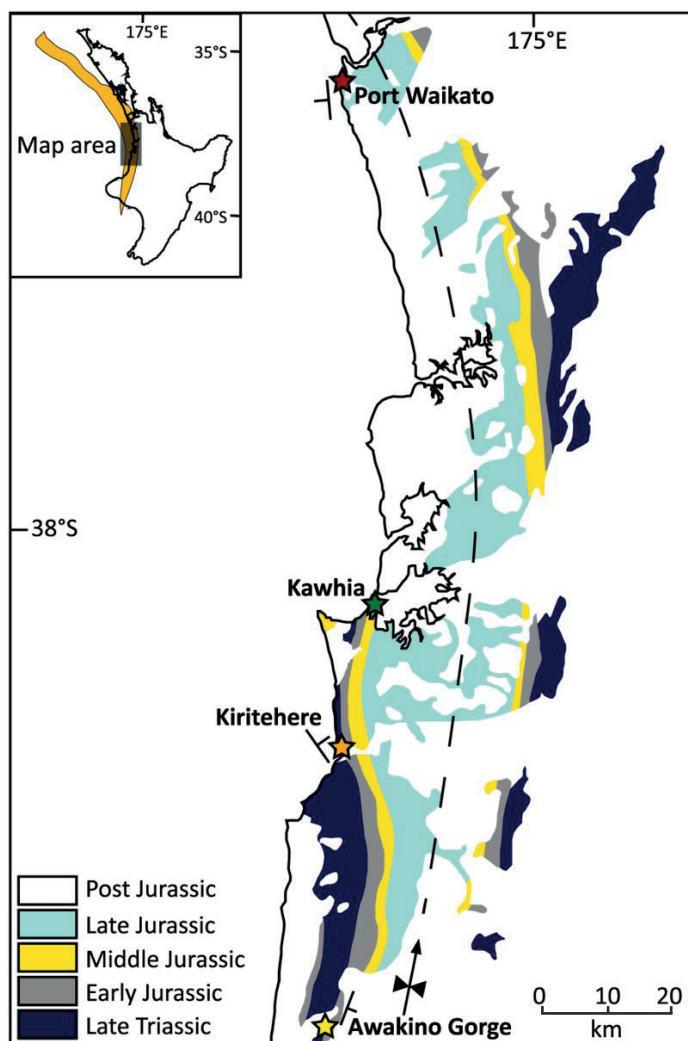 175°E
35°S
Map area
40°S
175°E
Port Waikato
38°S
Kawhia
Kiritehere
Post Jurassic
Late Jurassic
Middle Jurassic
Early Jurassic
Late Triassic
Awakino Gorge
0 10 20
km